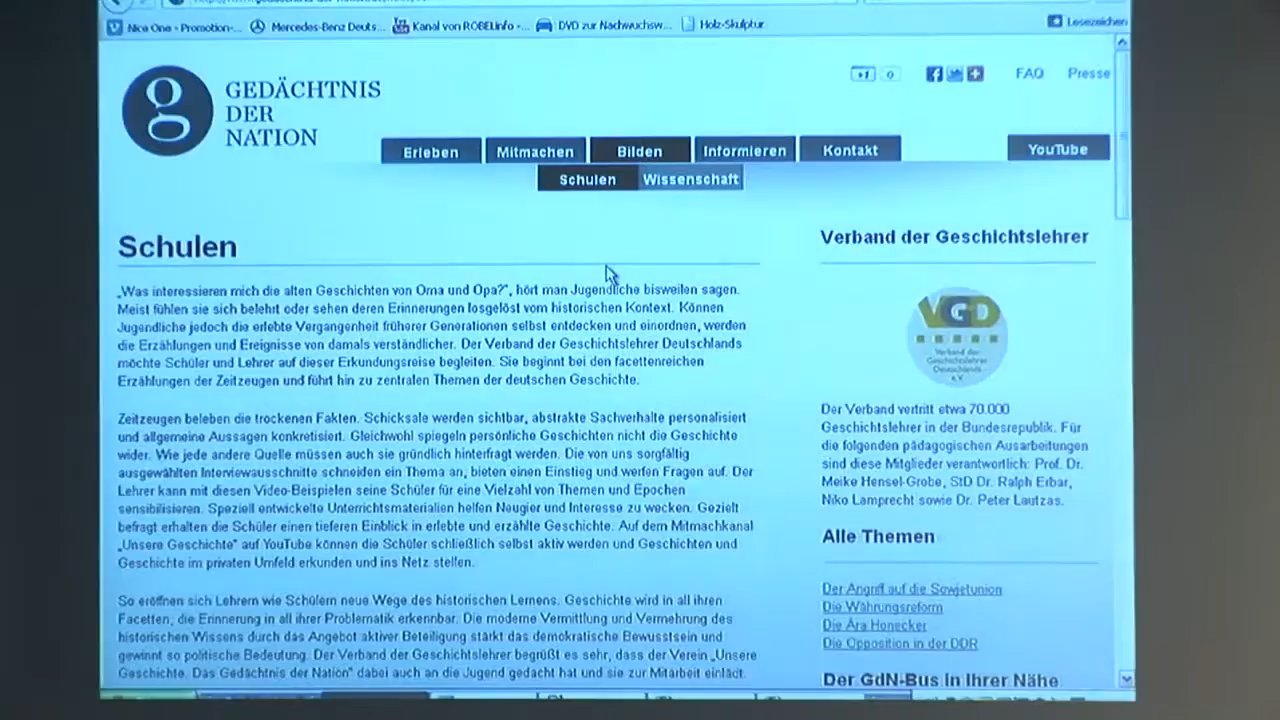 Nice One - Promotion-... Mercedes-Benz Deuts... Kanal von RÖBELinfo -... DVD zur Nachwuchsw... Holz-Skulptur Lesezeichen
+1 0 FAQ Presse
GEDÄCHTNIS
DER
NATION
Erleben Mitmachen Bilden Informieren Kontakt YouTube
Schulen Wissenschaft
Schulen
„Was interessieren mich die alten Geschichten von Oma und Opa?", hört man Jugendliche bisweilen sagen.
Meist fühlen sie sich belehrt oder sehen deren Erinnerungen losgelöst vom historischen Kontext. Können
Jugendliche jedoch die erlebte Vergangenheit früherer Generationen selbst entdecken und einordnen, werden
die Erzählungen und Ereignisse von damals verständlicher. Der Verband der Geschichtslehrer Deutschlands
möchte Schüler und Lehrer auf dieser Erkundungsreise begleiten. Sie beginnt bei den facettenreichen
Erzählungen der Zeitzeugen und führt hin zu zentralen Themen der deutschen Geschichte.
Zeitzeugen beleben die trockenen Fakten. Schicksale werden sichtbar, abstrakte Sachverhalte personalisiert
und allgemeine Aussagen konkretisiert. Gleichwohl spiegeln persönliche Geschichten nicht die Geschichte
wider. Wie jede andere Quelle müssen auch sie gründlich hinterfragt werden. Die von uns sorgfältig
ausgewählten Interviewausschnitte schneiden ein Thema an, bieten einen Einstieg und werfen Fragen auf. Der
Lehrer kann mit diesen Video-Beispielen seine Schüler für eine Vielzahl von Themen und Epochen
sensibilisieren. Speziell entwickelte Unterrichtsmaterialien helfen Neugier und Interesse zu wecken. Gezielt
befragt erhalten die Schüler einen tieferen Einblick in erlebte und erzählte Geschichte. Auf dem Mitmachkanal
„Unsere Geschichte" auf YouTube können die Schüler schließlich selbst aktiv werden und Geschichten und
Geschichte im privaten Umfeld erkunden und ins Netz stellen.
So eröffnen sich Lehrern wie Schülern neue Wege des historischen Lernens. Geschichte wird in all ihren
Facetten, die Erinnerung in all ihrer Problematik erkennbar. Die moderne Vermittlung und Vermehrung des
historischen Wissens durch das Angebot aktiver Beteiligung stärkt das demokratische Bewusstsein und
gewinnt so politische Bedeutung. Der Verband der Geschichtslehrer begrüßt es sehr, dass der Verein „Unsere
Geschichte. Das Gedächtnis der Nation" dabei auch an die Jugend gedacht hat und sie zur Mitarbeit einlädt.
Verband der Geschichtslehrer
VGD
Verband der
Geschichtslehrer
Deutschlands
e.V.
Der Verband vertritt etwa 70.000
Geschichtslehrer in der Bundesrepublik. Für
die folgenden pädagogischen Ausarbeitungen
sind diese Mitglieder verantwortlich: Prof. Dr.
Meike Hensel-Grobe, StD Dr. Ralph Erbar,
Niko Lamprecht sowie Dr. Peter Lautzas.
Alle Themen
Der Angriff auf die Sowjetunion
Die Währungsreform
Die Ära Honecker
Die Opposition in der DDR
Der GdN-Bus in Ihrer Nähe